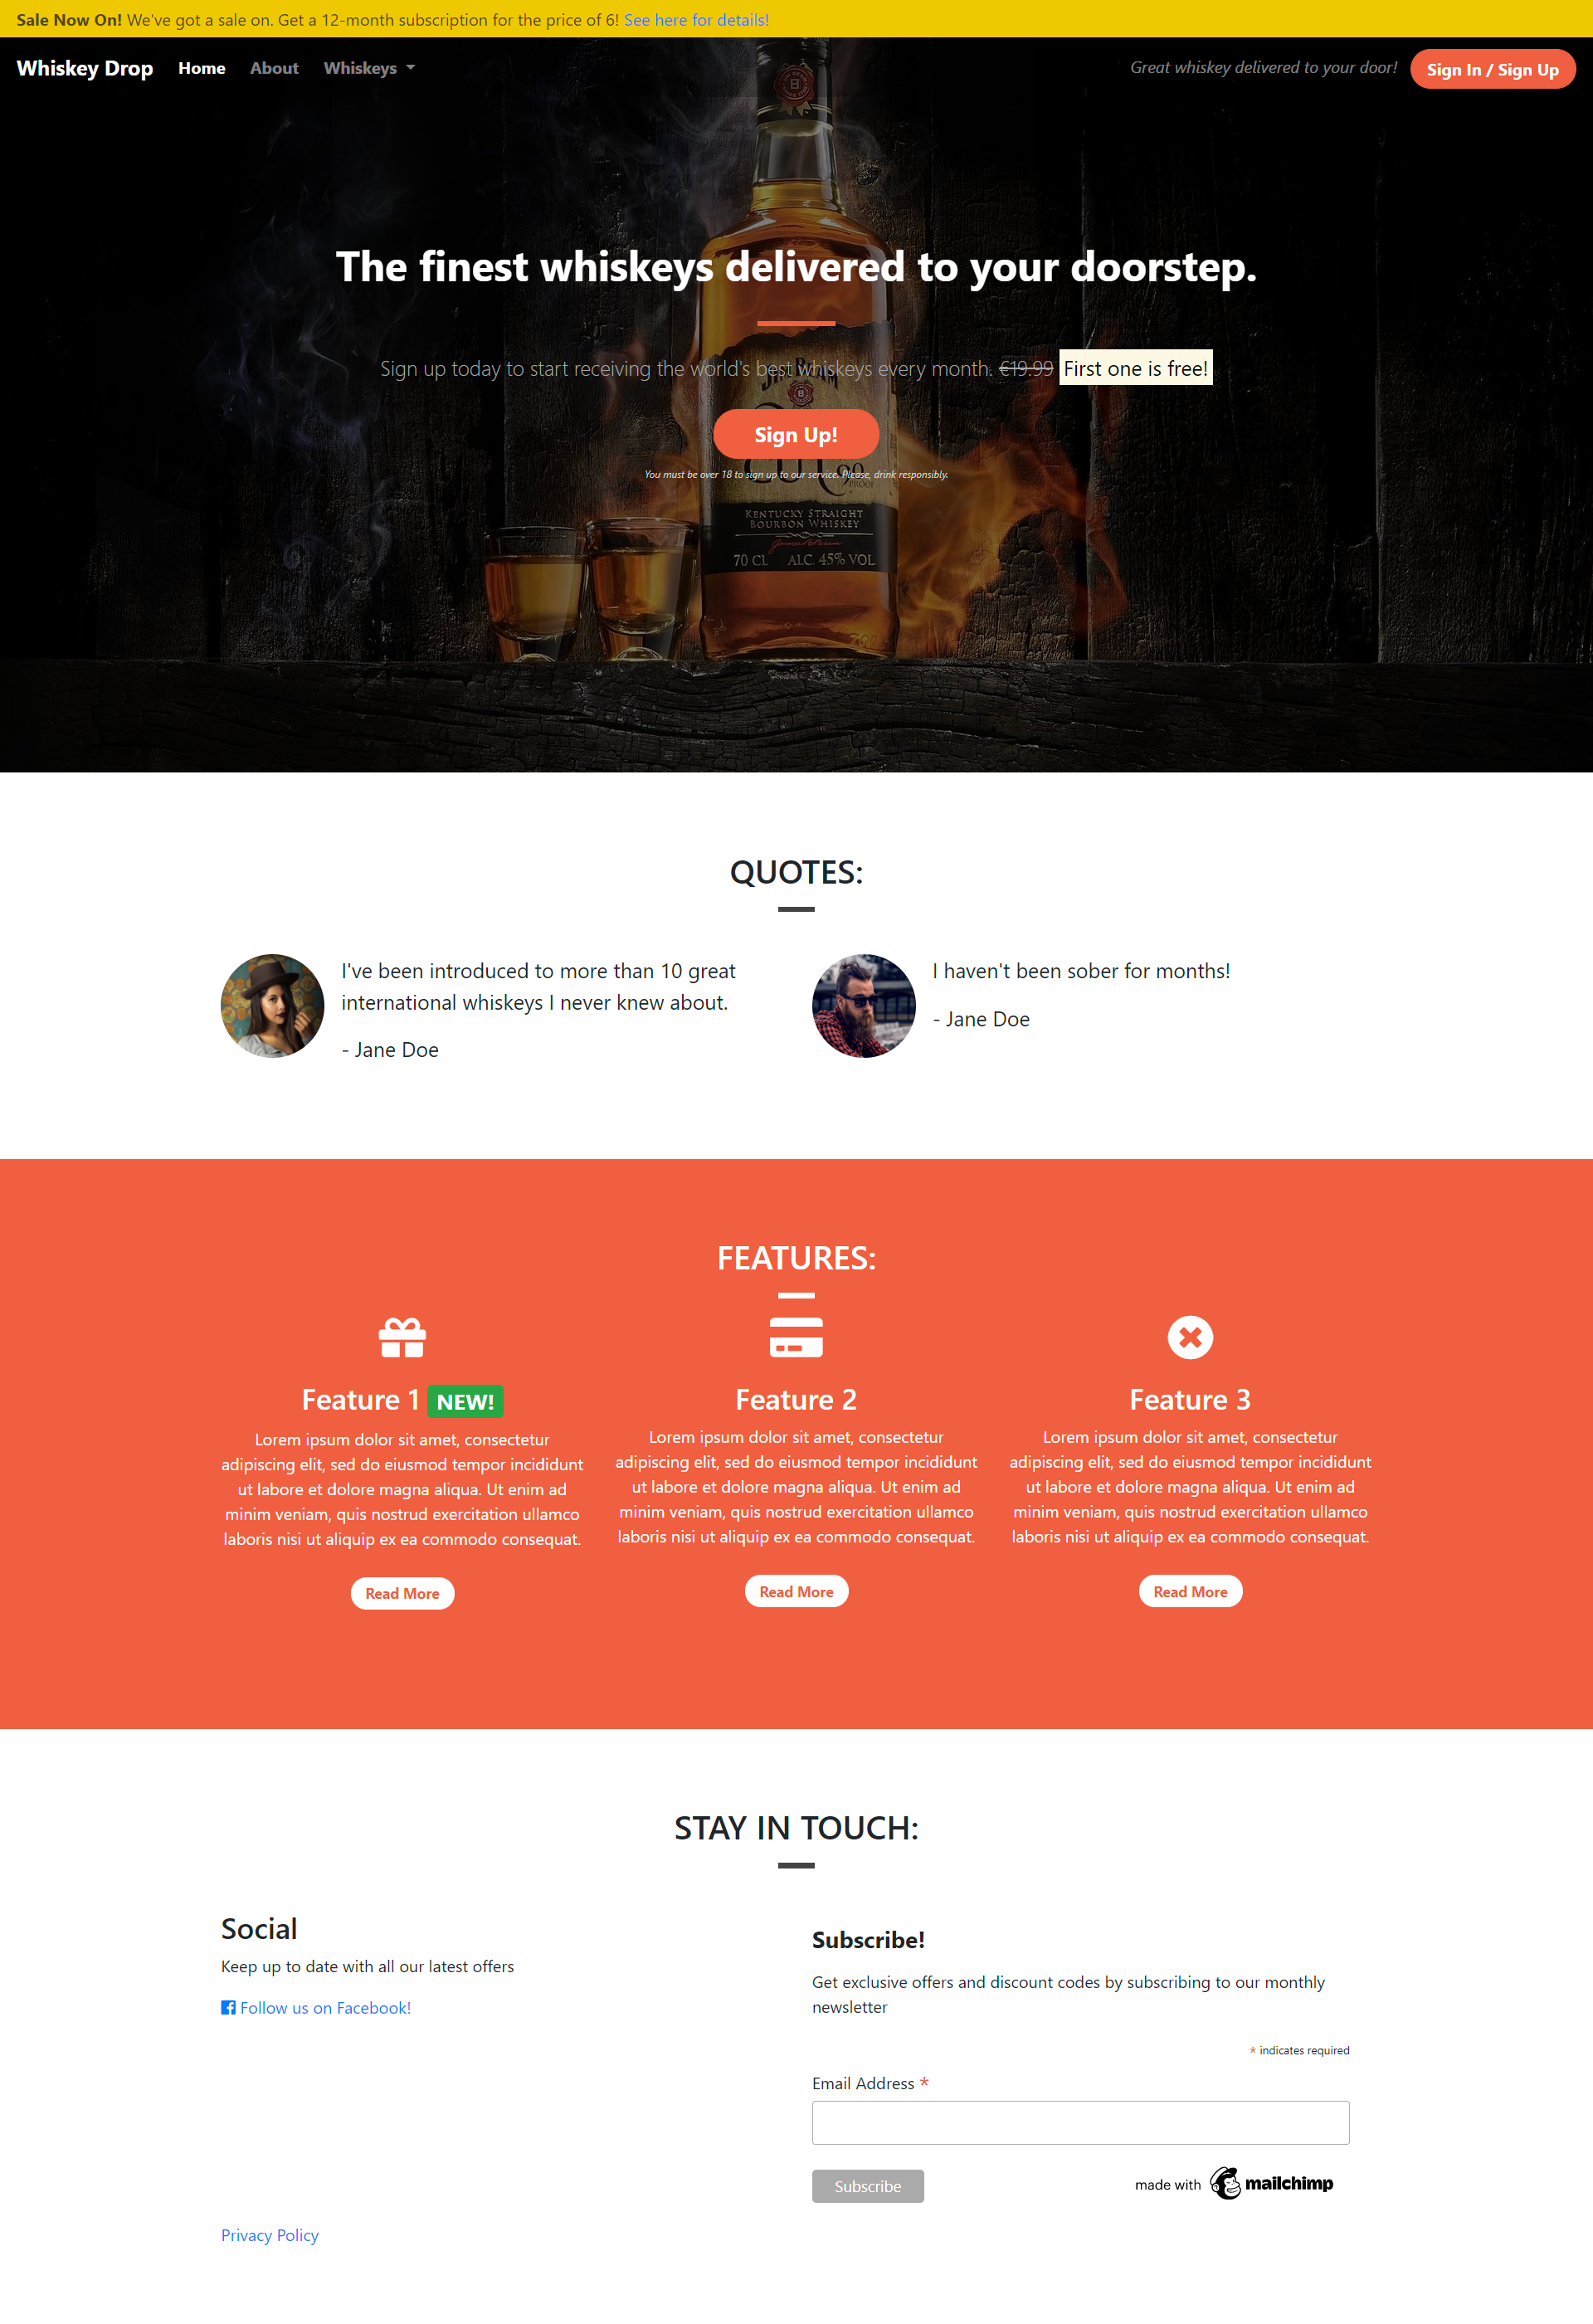 Sale Now On! We've got a sale on. Get a 12-month subscription for the price of 6! See here for details!
Whiskey Drop Home About Whiskeys Great whiskey delivered to your door! Sign In / Sign Up
The finest whiskeys delivered to your doorstep.
Sign up today to start receiving the world's best whiskeys every month. €19.99 First one is free!
Sign Up!
You must be over 18 to sign up to our service. Please, drink responsibly.
KENTUCKY STRAIGHT
BOURBON WHISKEY
70 CL ALC. 45% VOL
QUOTES:
I've been introduced to more than 10 great
international whiskeys I never knew about.
- Jane Doe
I haven't been sober for months!
- Jane Doe
FEATURES:
Feature 1 NEW!
Lorem ipsum dolor sit amet, consectetur
adipiscing elit, sed do eiusmod tempor incididunt
ut labore et dolore magna aliqua. Ut enim ad
minim veniam, quis nostrud exercitation ullamco
laboris nisi ut aliquip ex ea commodo consequat.
Read More
Feature 2
Lorem ipsum dolor sit amet, consectetur
adipiscing elit, sed do eiusmod tempor incididunt
ut labore et dolore magna aliqua. Ut enim ad
minim veniam, quis nostrud exercitation ullamco
laboris nisi ut aliquip ex ea commodo consequat.
Read More
Feature 3
Lorem ipsum dolor sit amet, consectetur
adipiscing elit, sed do eiusmod tempor incididunt
ut labore et dolore magna aliqua. Ut enim ad
minim veniam, quis nostrud exercitation ullamco
laboris nisi ut aliquip ex ea commodo consequat.
Read More
STAY IN TOUCH:
Social
Keep up to date with all our latest offers
Follow us on Facebook!
Subscribe!
Get exclusive offers and discount codes by subscribing to our monthly
newsletter
* indicates required
Email Address *
Subscribe
made with mailchimp
Privacy Policy